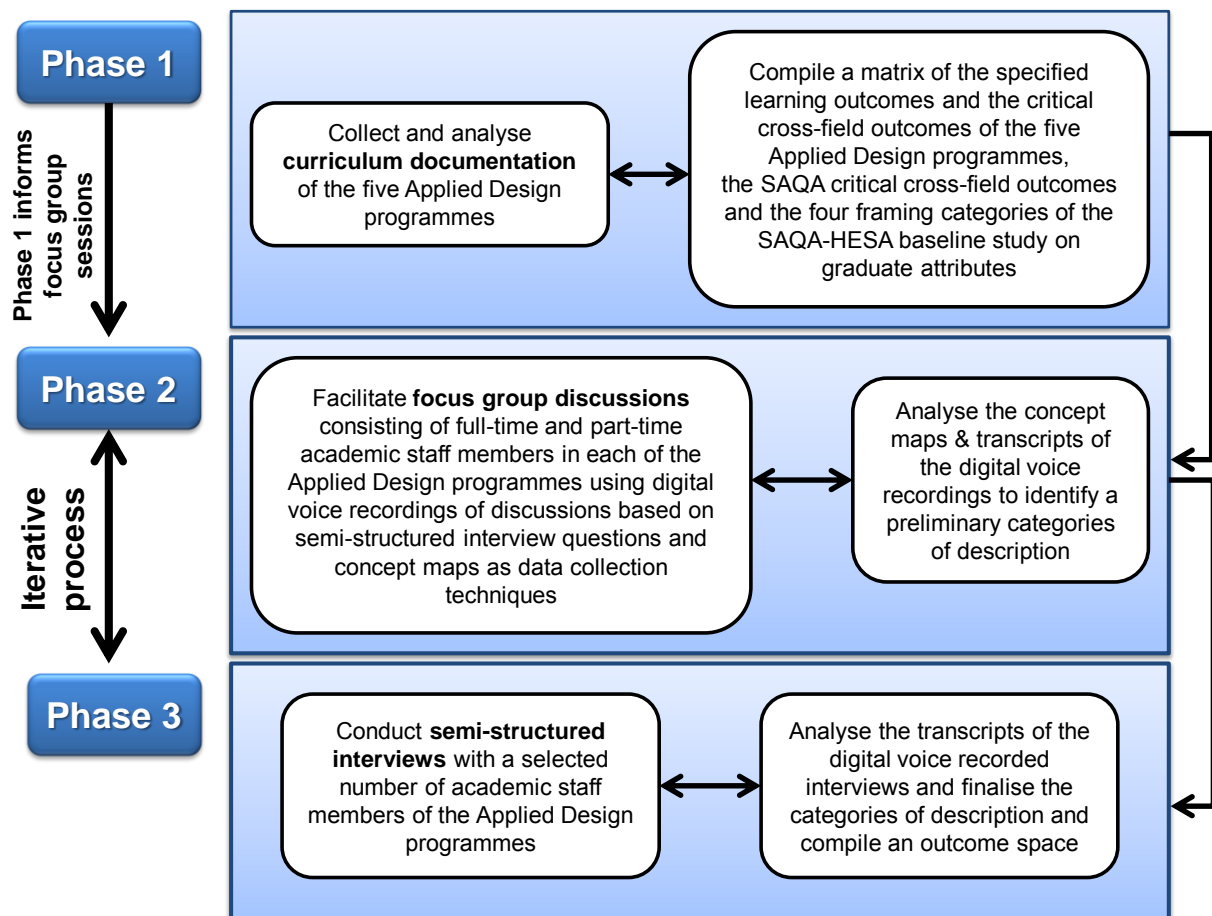 Phase 1
Phase 1 informs
focus group
sessions
Collect and analyse
curriculum documentation
of the five Applied Design
programmes
Compile a matrix of the specified
learning outcomes and the critical
cross-field outcomes of the five
Applied Design programmes,
the SAQA critical cross-field outcomes
and the four framing categories of the
SAQA-HESA baseline study on
graduate attributes
Phase 2
Iterative
process
Facilitate focus group discussions
consisting of full-time and part-time
academic staff members in each of the
Applied Design programmes using digital
voice recordings of discussions based on
semi-structured interview questions and
concept maps as data collection
techniques
Analyse the concept
maps & transcripts of
the digital voice
recordings to identify a
preliminary categories
of description
Phase 3
Conduct semi-structured
interviews with a selected
number of academic staff
members of the Applied Design
programmes
Analyse the transcripts of the
digital voice recorded
interviews and finalise the
categories of description and
compile an outcome space